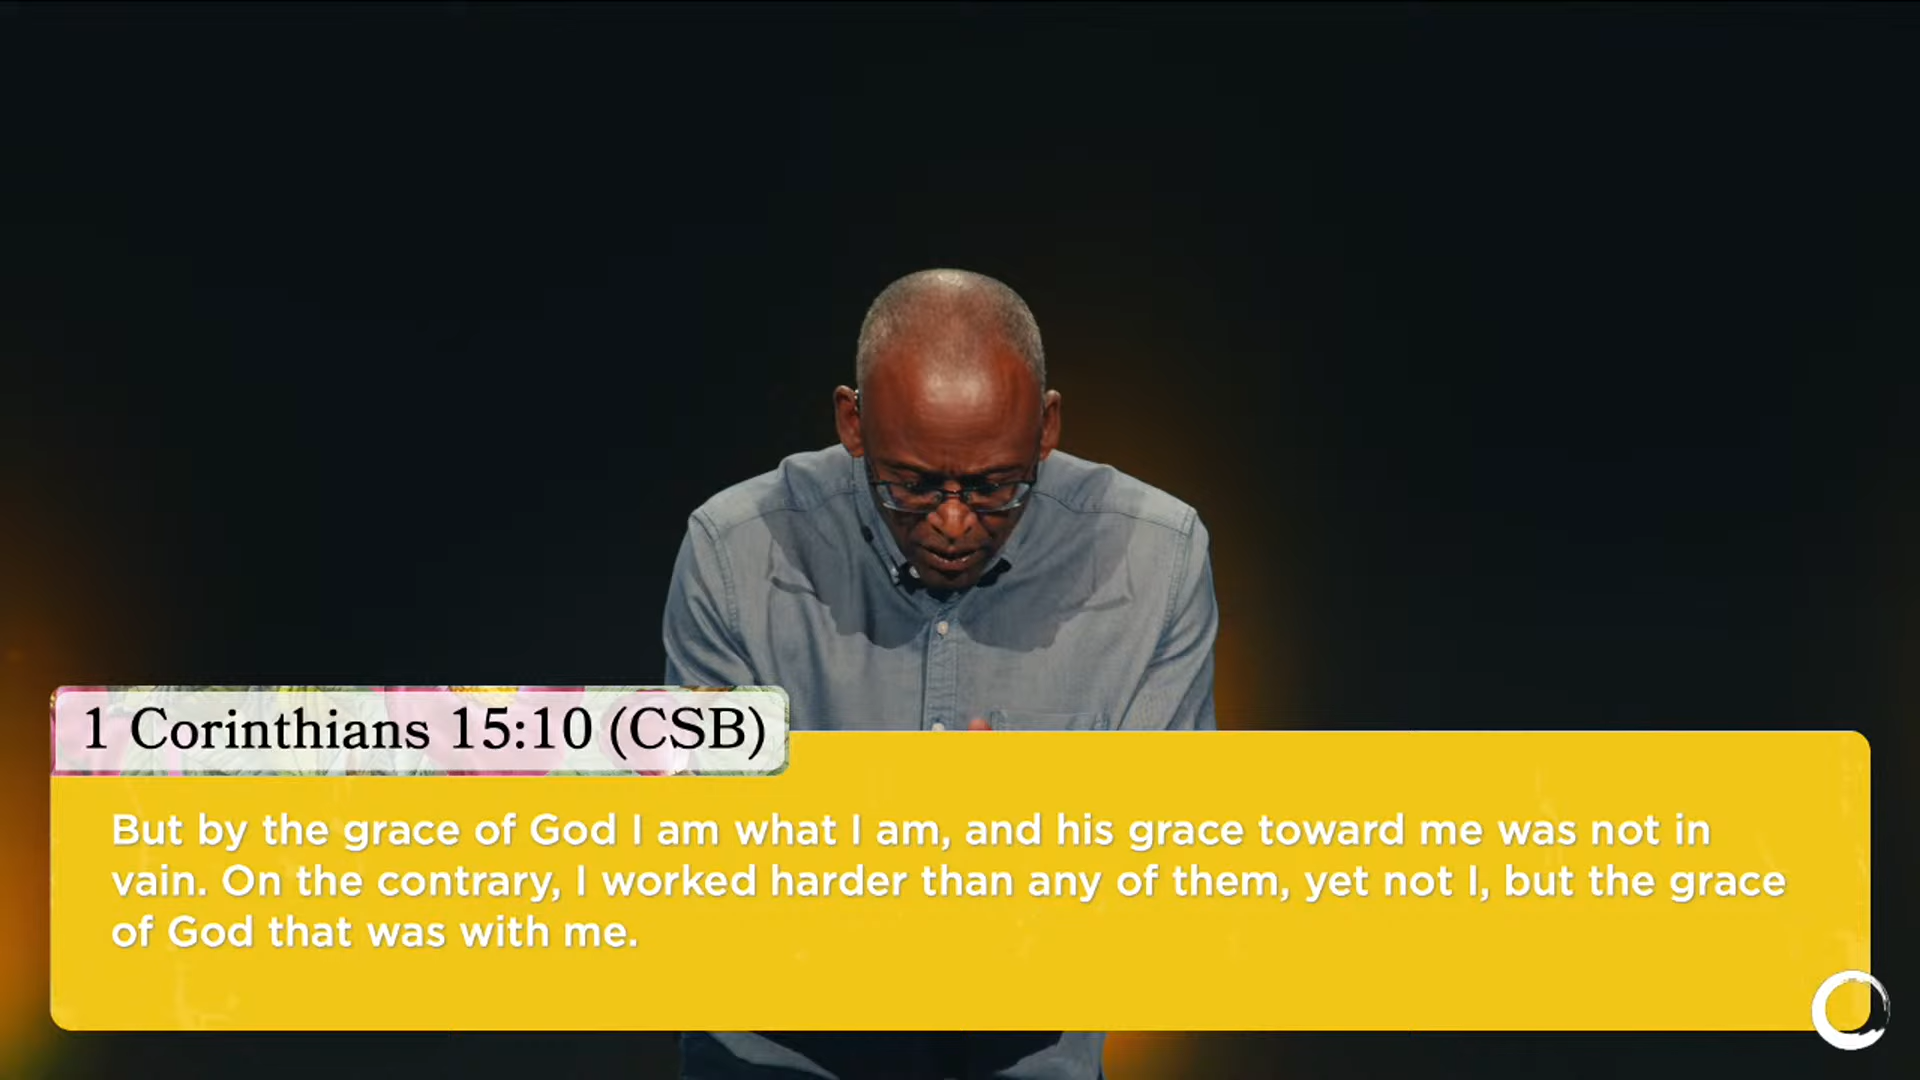 1 Corinthians 15:10 (CSB)
But by the grace of God I am what I am, and his grace toward me was not in
vain. On the contrary, I worked harder than any of them, yet not I, but the grace
of God that was with me.